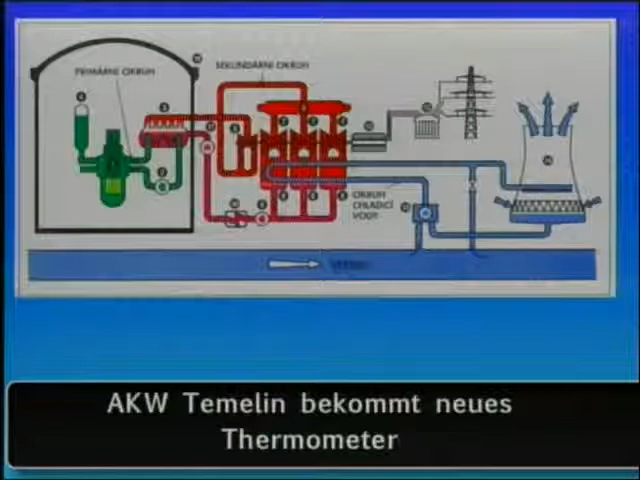 PRIMÁRNÍ OKRUH
SEKUNDÁRNÍ OKRUH
OKRUH
CHLADÍCÍ
VODY
AKW Temelin bekommt neues
Thermometer